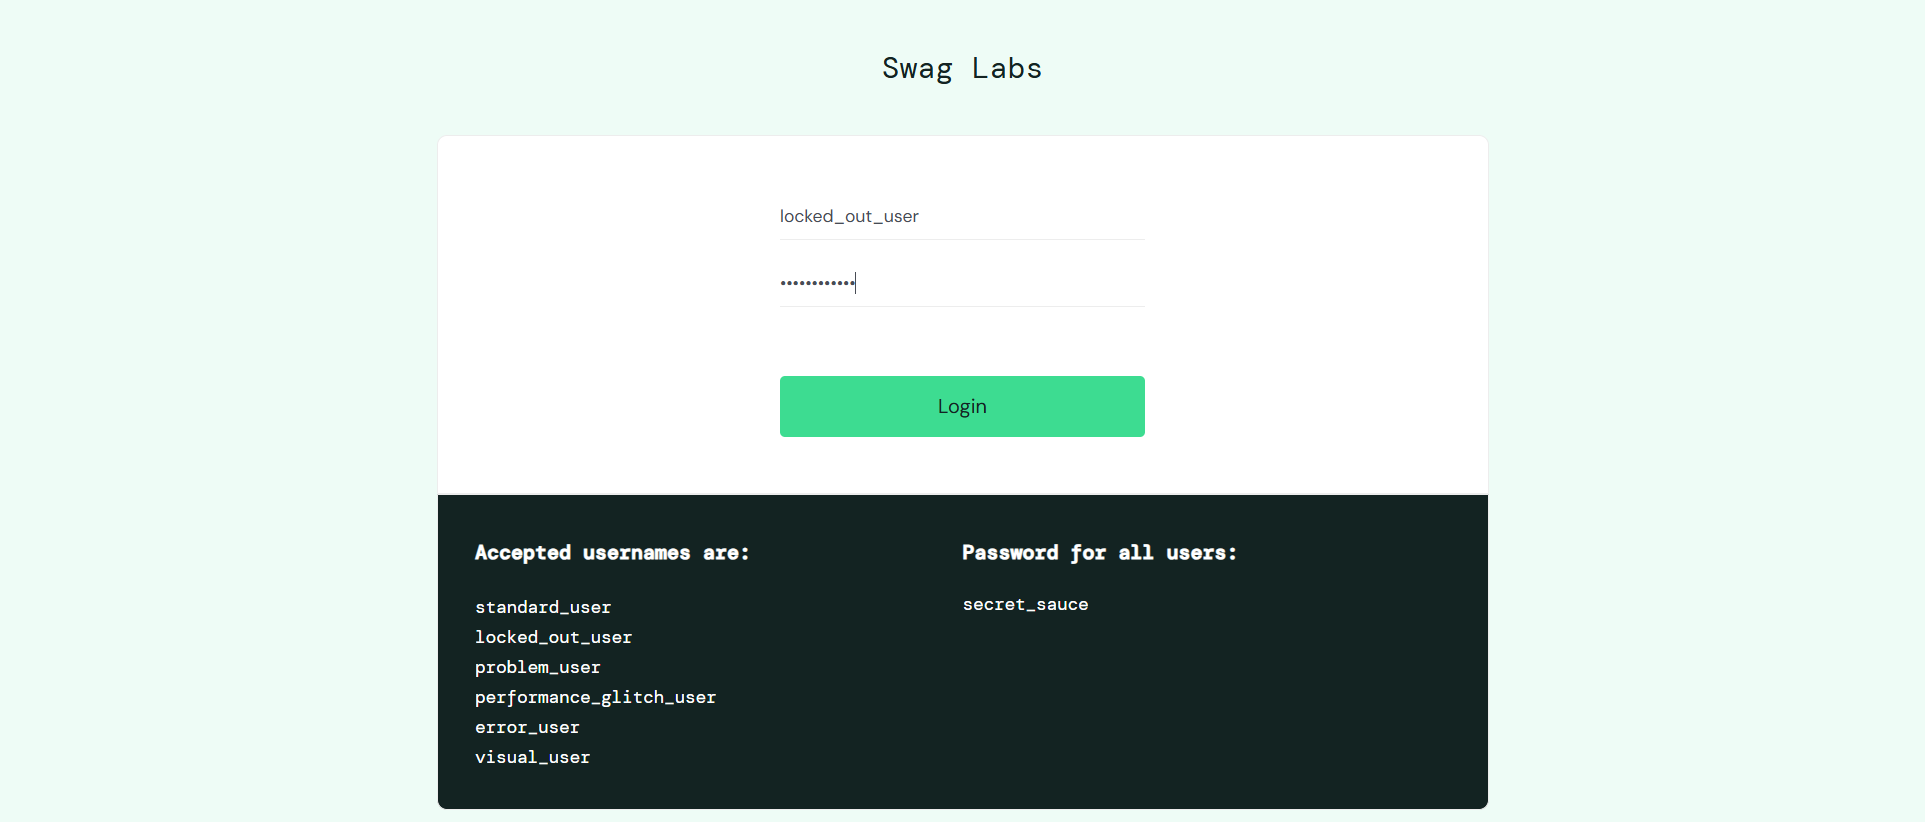 Swag Labs
locked_out_user
••••••••••••
Login
Accepted usernames are:
standard_user
locked_out_user
problem_user
performance_glitch_user
error_user
visual_user
Password for all users:
secret_sauce